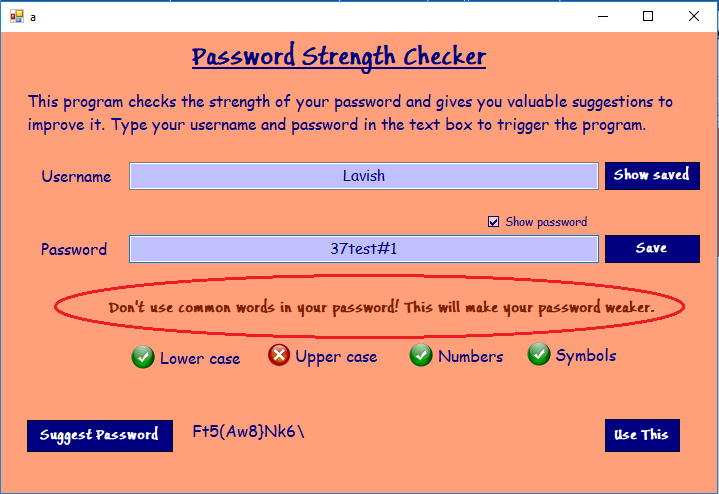 a
Password Strength Checker
This program checks the strength of your password and gives you valuable suggestions to
improve it. Type your username and password in the text box to trigger the program.
Username Lavish Show saved
Show password
Password 37test#1 Save
Don't use common words in your password! This will make your password weaker.
Lower case Upper case Numbers Symbols
Suggest Password Ft5(Aw8}Nk6\ Use This